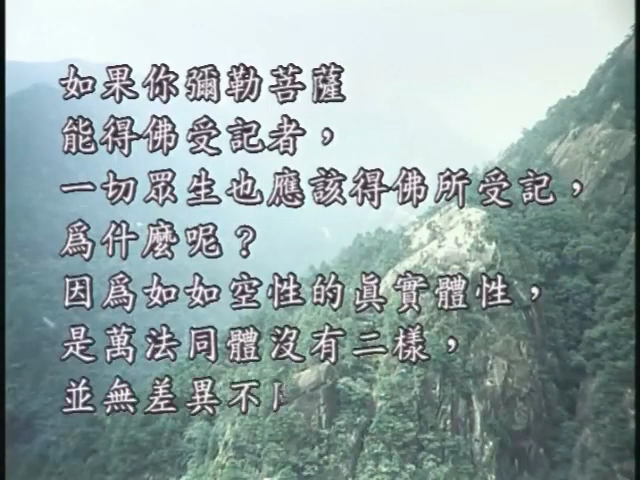 如果你彌勒菩薩
能得佛受記者，
一切眾生也應該得佛所受記，
爲什麼呢？
因爲如如空性的眞實體性，
是萬法同體沒有二樣，
並無差異不